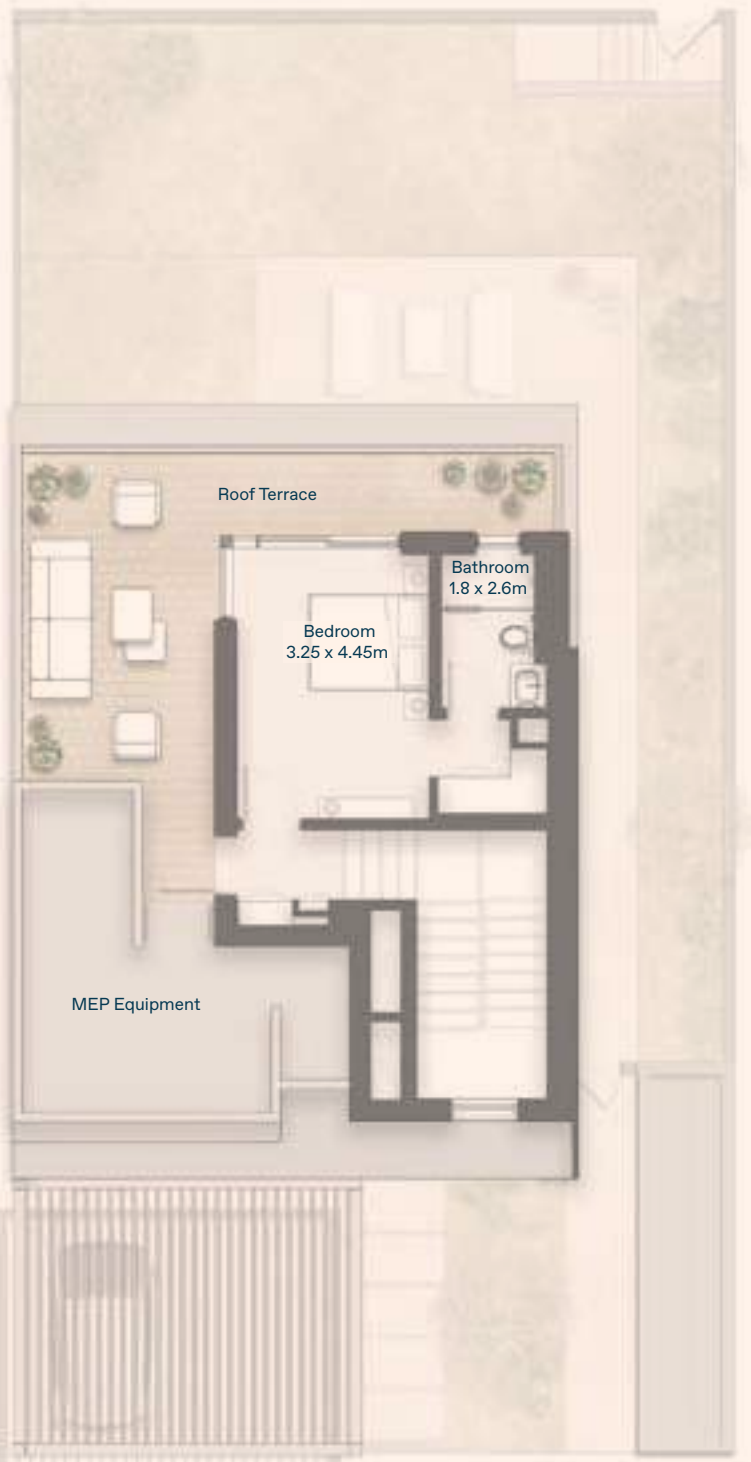 Roof Terrace
Bathroom
1.8 x 2.6m
Bedroom
3.25 x 4.45m
MEP Equipment